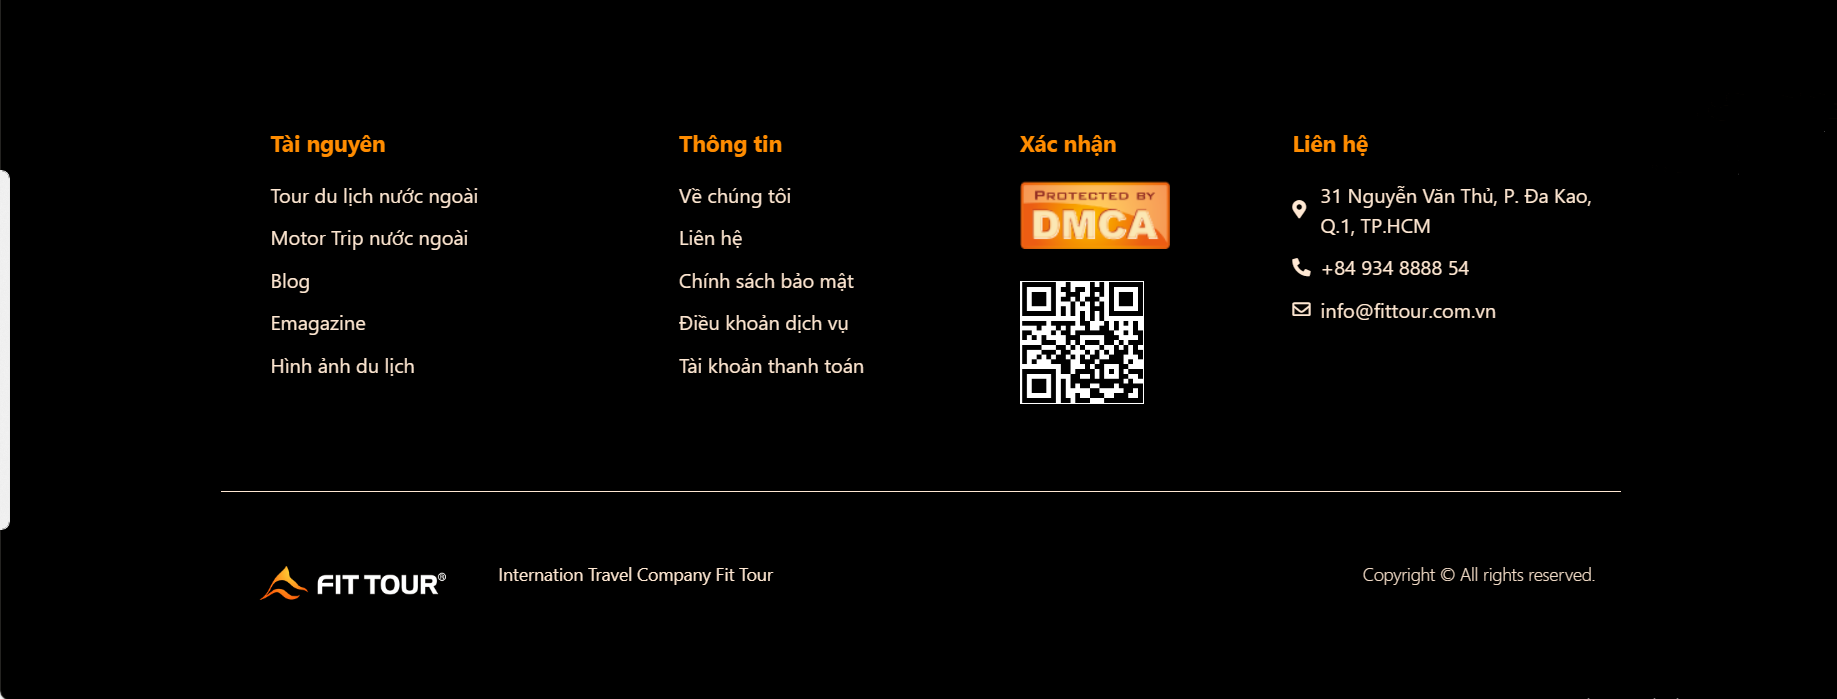 Tài nguyên
Tour du lịch nước ngoài
Motor Trip nước ngoài
Blog
Emagazine
Hình ảnh du lịch
Thông tin
Về chúng tôi
Liên hệ
Chính sách bảo mật
Điều khoản dịch vụ
Tài khoản thanh toán
Xác nhận
PROTECTED BY
DMCA
Liên hệ
31 Nguyễn Văn Thủ, P. Đa Kao,
Q.1, TP.HCM
+84 934 8888 54
info@fittour.com.vn
FIT TOUR®
Internation Travel Company Fit Tour
Copyright © All rights reserved.